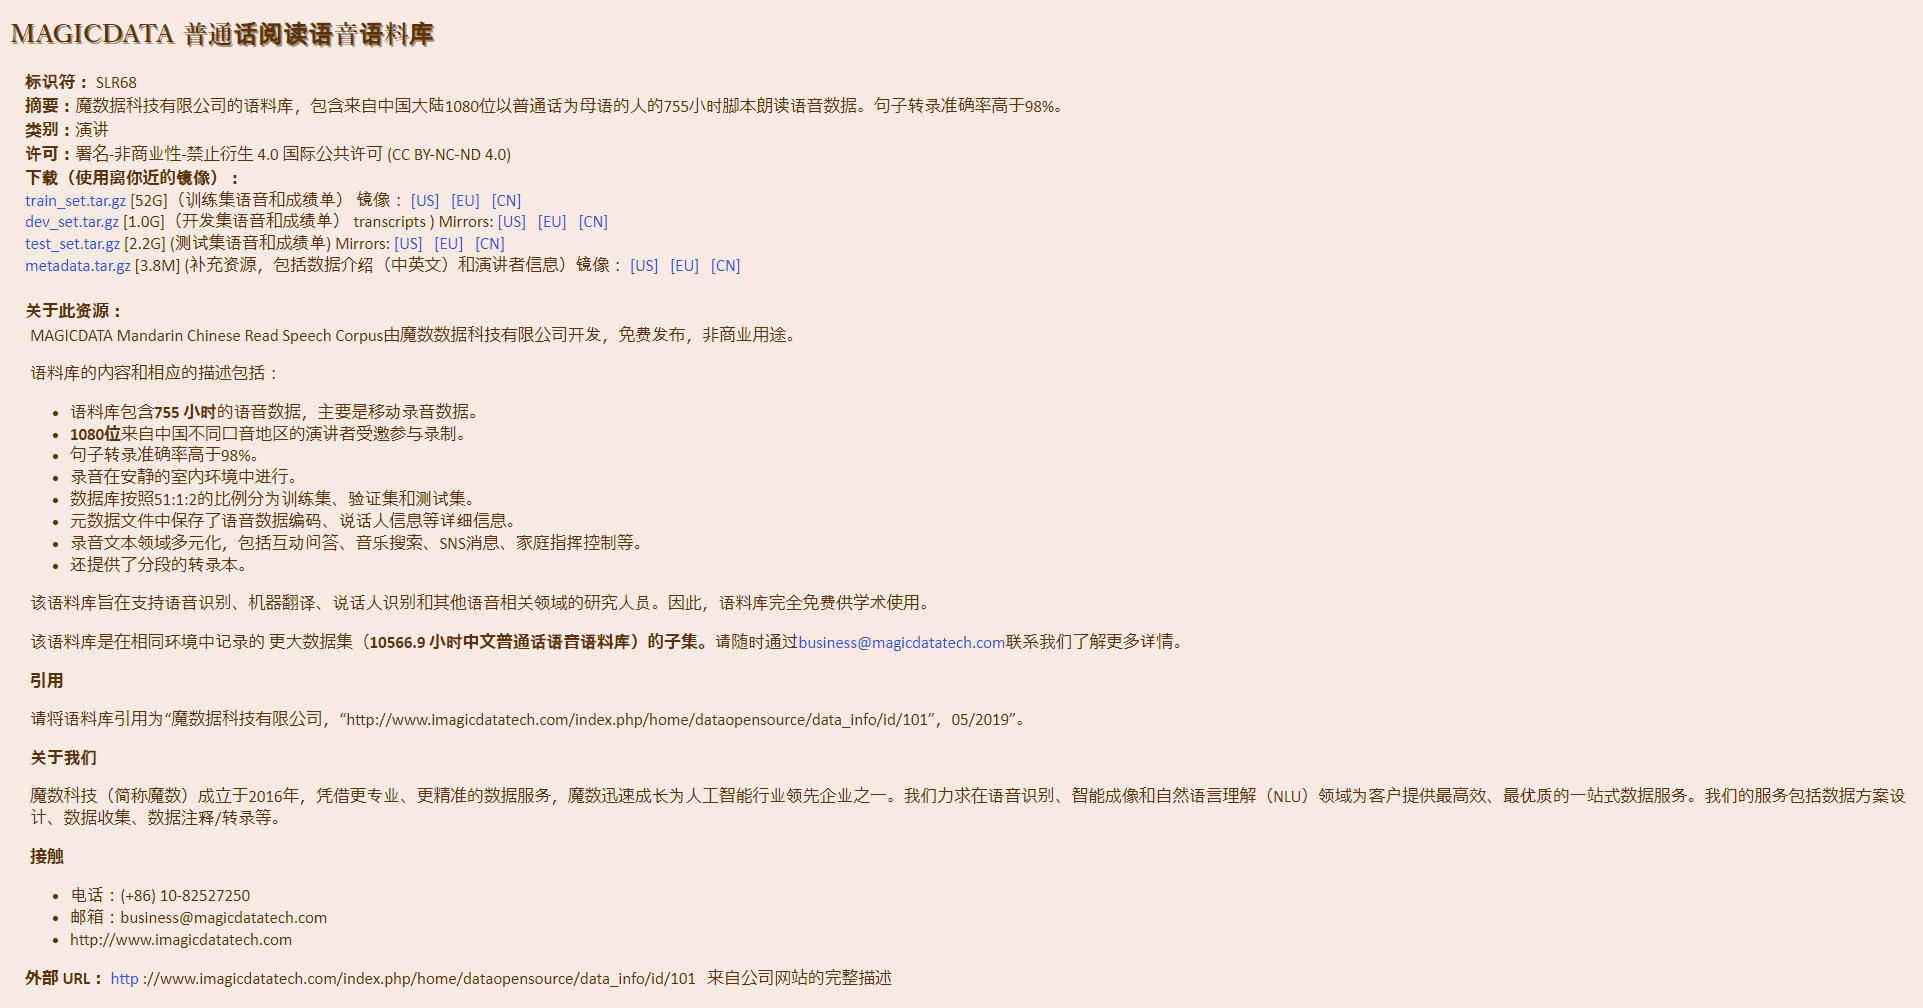 MAGICDATA 普通话阅读语音语料库
标识符： SLR68
摘要：魔数据科技有限公司的语料库，包含来自中国大陆1080位以普通话为母语的人的755小时脚本朗读语音数据。句子转录准确率高于98%。
类别：演讲
许可：署名-非商业性-禁止衍生 4.0 国际公共许可 (CC BY-NC-ND 4.0)
下载（使用离你近的镜像）：
train_set.tar.gz [52G]（训练集语音和成绩单） 镜像： [US] [EU] [CN]
dev_set.tar.gz [1.0G]（开发集语音和成绩单） transcripts ) Mirrors: [US] [EU] [CN]
test_set.tar.gz [2.2G] (测试集语音和成绩单) Mirrors: [US] [EU] [CN]
metadata.tar.gz [3.8M] (补充资源，包括数据介绍（中英文）和演讲者信息）镜像： [US] [EU] [CN]
关于此资源：
MAGICDATA Mandarin Chinese Read Speech Corpus由魔数数据科技有限公司开发，免费发布，非商业用途。
语料库的内容和相应的描述包括：
• 语料库包含755 小时的语音数据，主要是移动录音数据。
• 1080位来自中国不同口音地区的演讲者受邀参与录制。
• 句子转录准确率高于98%。
• 录音在安静的室内环境中进行。
• 数据库按照51:1:2的比例分为训练集、验证集和测试集。
• 元数据文件中保存了语音数据编码、说话人信息等详细信息。
• 录音文本领域多元化，包括互动问答、音乐搜索、SNS消息、家庭指挥控制等。
• 还提供了分段的转录本。
该语料库旨在支持语音识别、机器翻译、说话人识别和其他语音相关领域的研究人员。因此，语料库完全免费供学术使用。
该语料库是在相同环境中记录的 更大数据集（10566.9 小时中文普通话语音语料库）的子集。请随时通过business@magicdatatech.com联系我们了解更多详情。
引用
请将语料库引用为“魔数据科技有限公司，“http://www.imagicdatatech.com/index.php/home/dataopensource/data_info/id/101”，05/2019”。
关于我们
魔数科技（简称魔数）成立于2016年，凭借更专业、更精准的数据服务，魔数迅速成长为人工智能行业领先企业之一。我们力求在语音识别、智能成像和自然语言理解（NLU）领域为客户提供最高效、最优质的一站式数据服务。我们的服务包括数据方案设
计、数据收集、数据注释/转录等。
接触
• 电话：(+86) 10-82527250
• 邮箱：business@magicdatatech.com
• http://www.imagicdatatech.com
外部 URL： http ://www.imagicdatatech.com/index.php/home/dataopensource/data_info/id/101 来自公司网站的完整描述